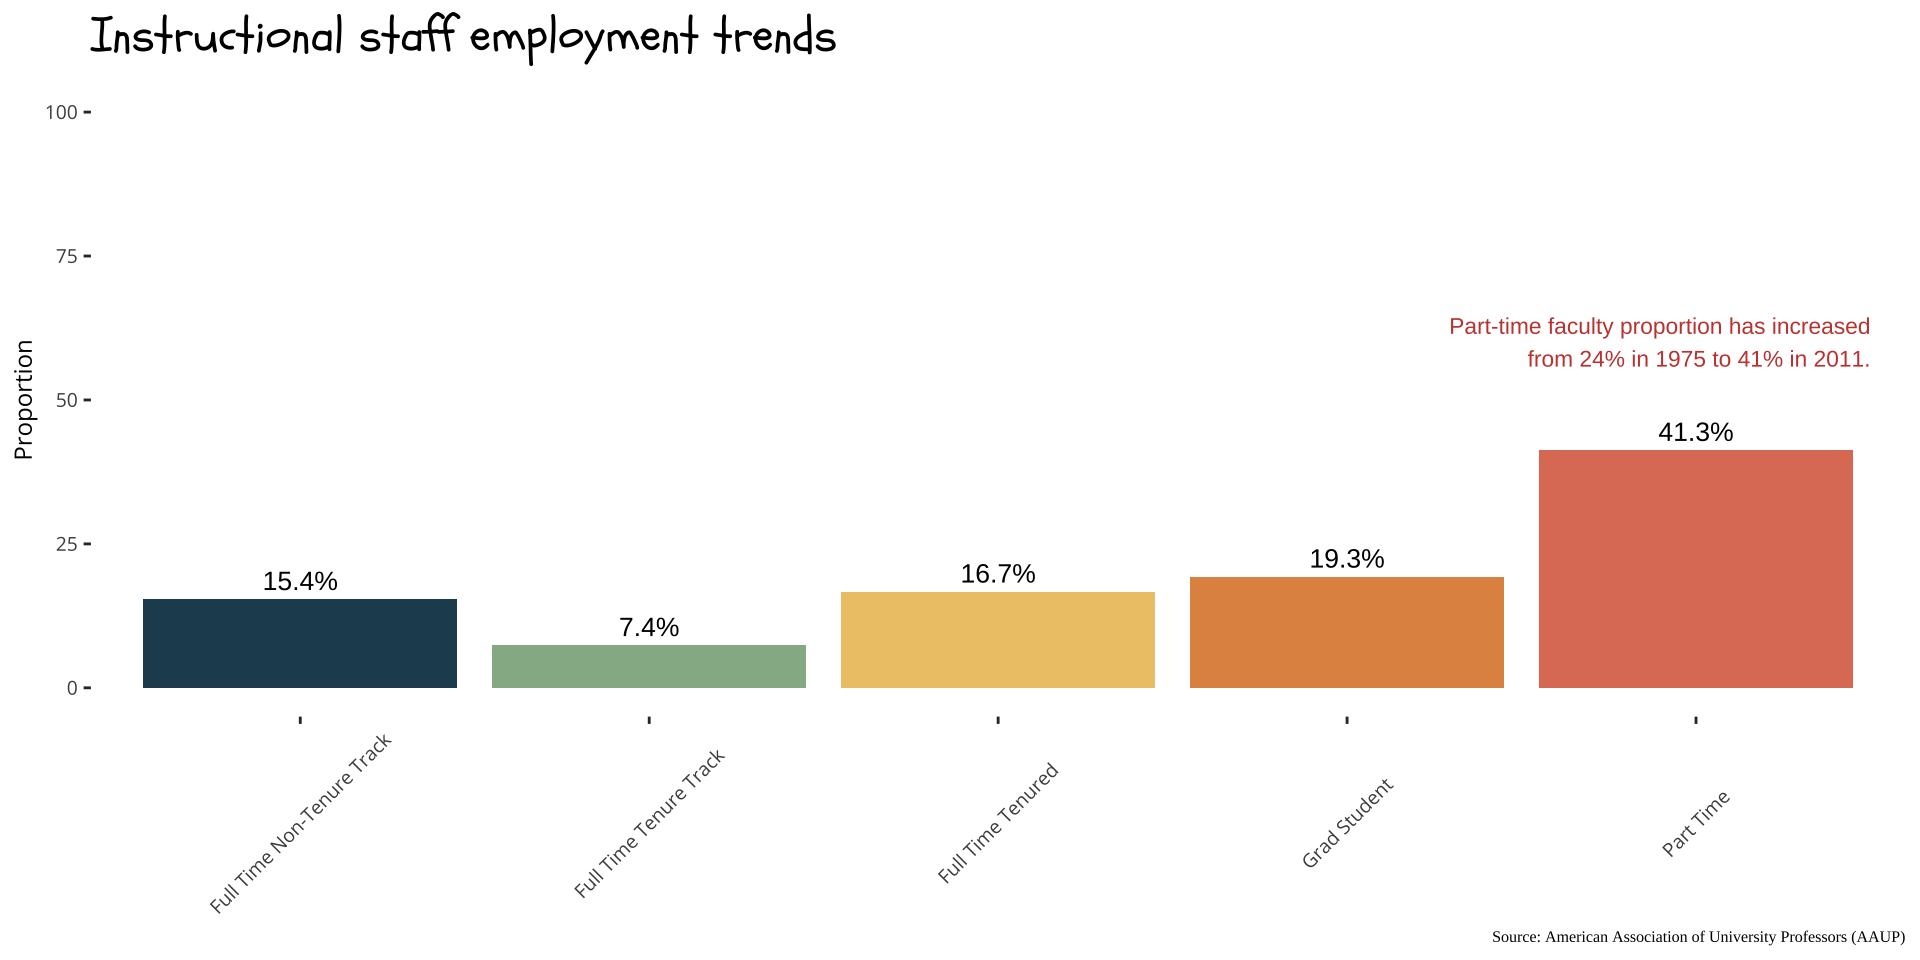 Instructional staff employment trends
100
75
50
25
0
Proportion
Part-time faculty proportion has increased
from 24% in 1975 to 41% in 2011.
15.4%
7.4%
16.7%
19.3%
41.3%
Full Time Non-Tenure Track
Full Time Tenure Track
Full Time Tenured
Grad Student
Part Time
Source: American Association of University Professors (AAUP)